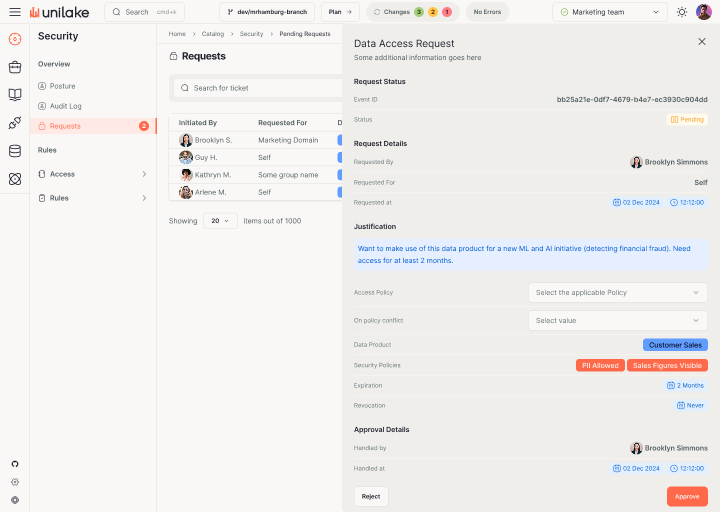 unilake
Search cmd+k
dev/mrhamburg-branch
Plan
Changes 3 2 1
No Errors
Marketing team
Security
Overview
Posture
Audit Log
Requests 2
Rules
Access
Rules
Home > Catalog > Security > Pending Requests
Requests
Search for ticket
Initiated By Requested For D
Brooklyn S. Marketing Domain
Guy H. Self
Kathryn M. Some group name
Arlene M. Self
Showing 20 items out of 1000
Data Access Request
Some additional information goes here
Request Status
Event ID bb25a21e-0df7-4679-b4e7-ec3930c904dd
Status Pending
Request Details
Requested By Brooklyn Simmons
Requested For Self
Requested at 02 Dec 2024 12:12:00
Justification
Want to make use of this data product for a new ML and AI initiative (detecting financial fraud). Need
access for at least 2 months.
Access Policy Select the applicable Policy
On policy conflict Select value
Data Product Customer Sales
Security Policies PII Allowed Sales Figures Visible
Expiration 2 Months
Revocation Never
Approval Details
Handled by Brooklyn Simmons
Handled at 02 Dec 2024 12:12:00
Reject Approve